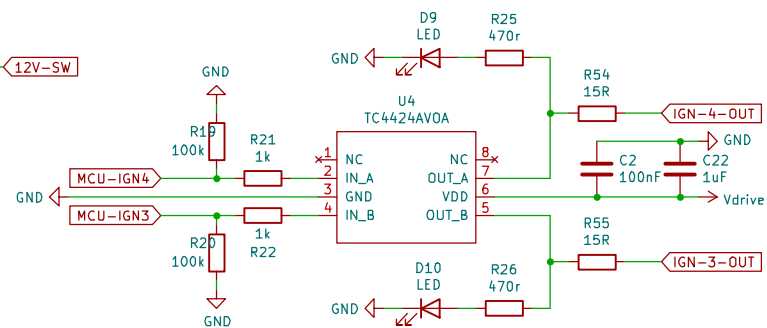 D9
LED
R25
470r
GND
12V-SW
GND
R54
15R
U4
TC4424AVOA
IGN-4-OUT
R19
100k
R21
1k
GND
1
NC
NC
8
C2
100nF
C22
1uF
MCU-IGN4
2
IN_A
OUT_A
7
GND
3
GND
VDD
6
Vdrive
MCU-IGN3
4
IN_B
OUT_B
5
R20
100k
1k
R22
R55
15R
IGN-3-OUT
D10
LED
R26
470r
GND
GND